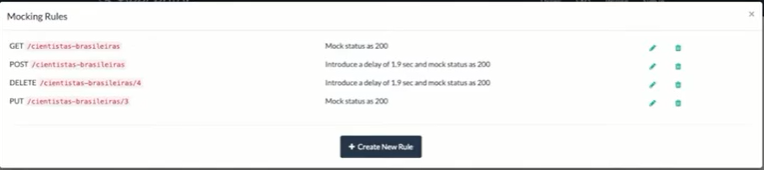 Mocking Rules ×
GET /cientistas-brasileiras Mock status as 200
POST /cientistas-brasileiras Introduce a delay of 1.9 sec and mock status as 200
DELETE /cientistas-brasileiras/4 Introduce a delay of 1.9 sec and mock status as 200
PUT /cientistas-brasileiras/3 Mock status as 200
+ Create New Rule